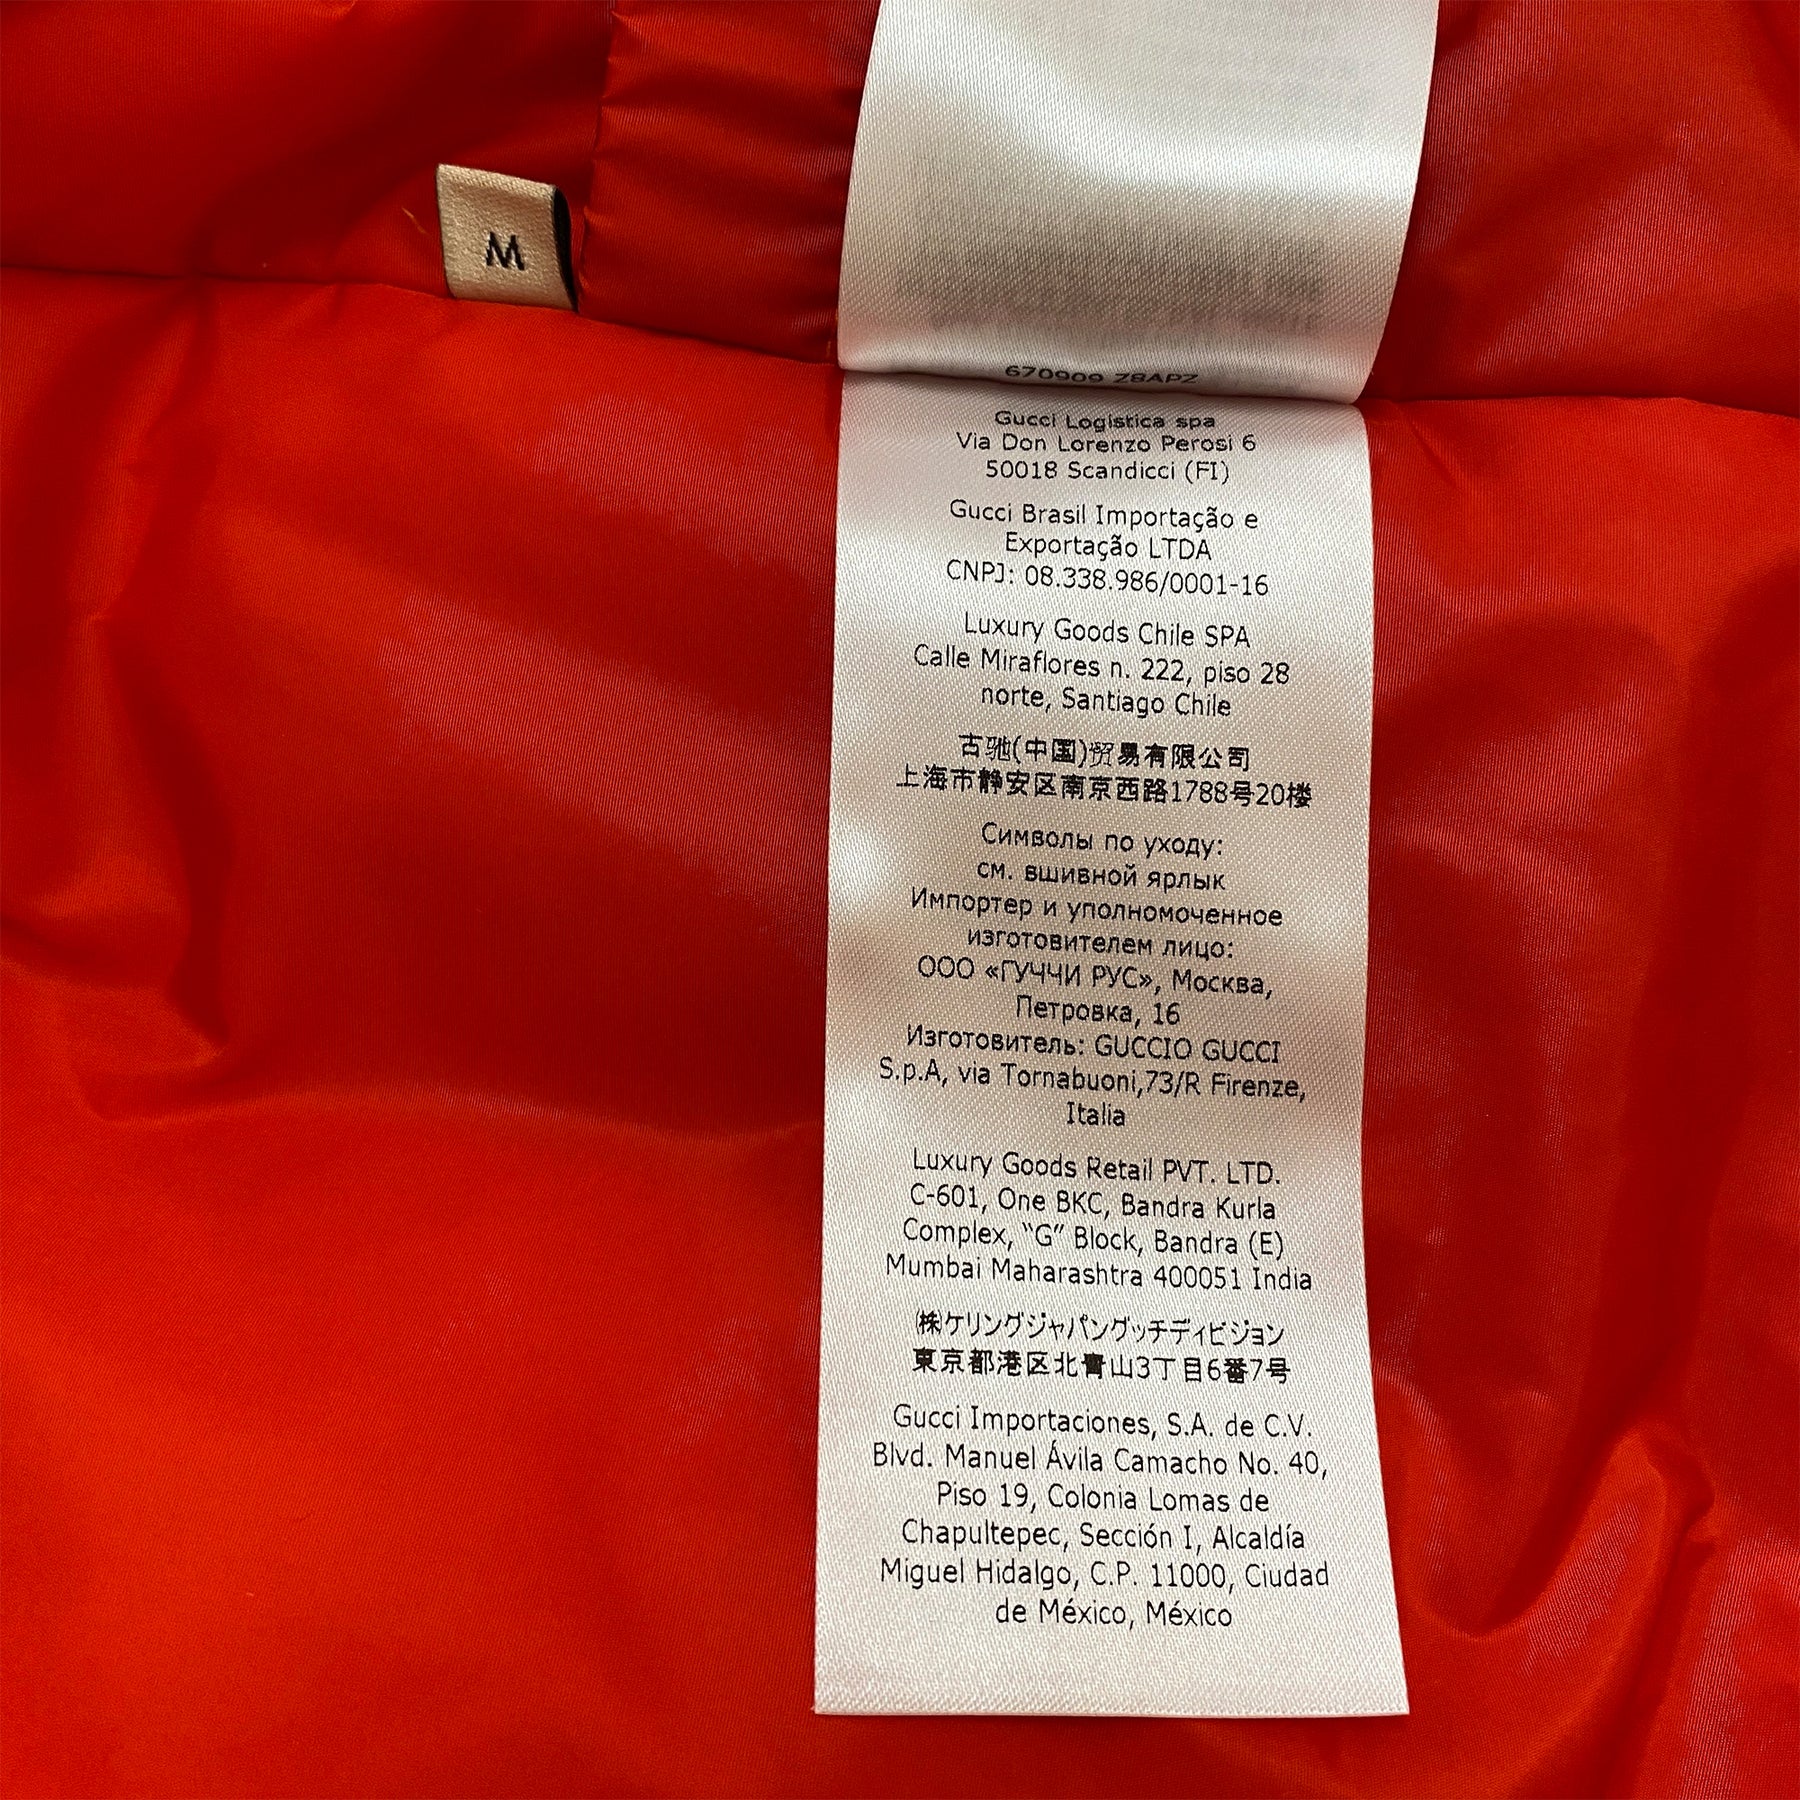 M
670909 Z8APZ
Gucci Logistica spa
Via Don Lorenzo Perosi 6
50018 Scandicci (FI)
Gucci Brasil Importação e
Exportação LTDA
CNPJ: 08.338.986/0001-16
Luxury Goods Chile SPA
Calle Miraflores n. 222, piso 28
norte, Santiago Chile
古驰(中国)贸易有限公司
上海市静安区南京西路1788号20楼
Символы по уходу:
см. вшивной ярлык
Импортер и уполномоченное
изготовителем лицо:
ООО «ГУЧЧИ РУС», Москва,
Петровка, 16
Изготовитель: GUCCIO GUCCI
S.p.A, via Tornabuoni,73/R Firenze,
Italia
Luxury Goods Retail PVT. LTD.
C-601, One BKC, Bandra Kurla
Complex, “G” Block, Bandra (E)
Mumbai Maharashtra 400051 India
㈱ケリングジャパングッチディビジョン
東京都港区北青山3丁目6番7号
Gucci Importaciones, S.A. de C.V.
Blvd. Manuel Ávila Camacho No. 40,
Piso 19, Colonia Lomas de
Chapultepec, Sección I, Alcaldía
Miguel Hidalgo, C.P. 11000, Ciudad
de México, México